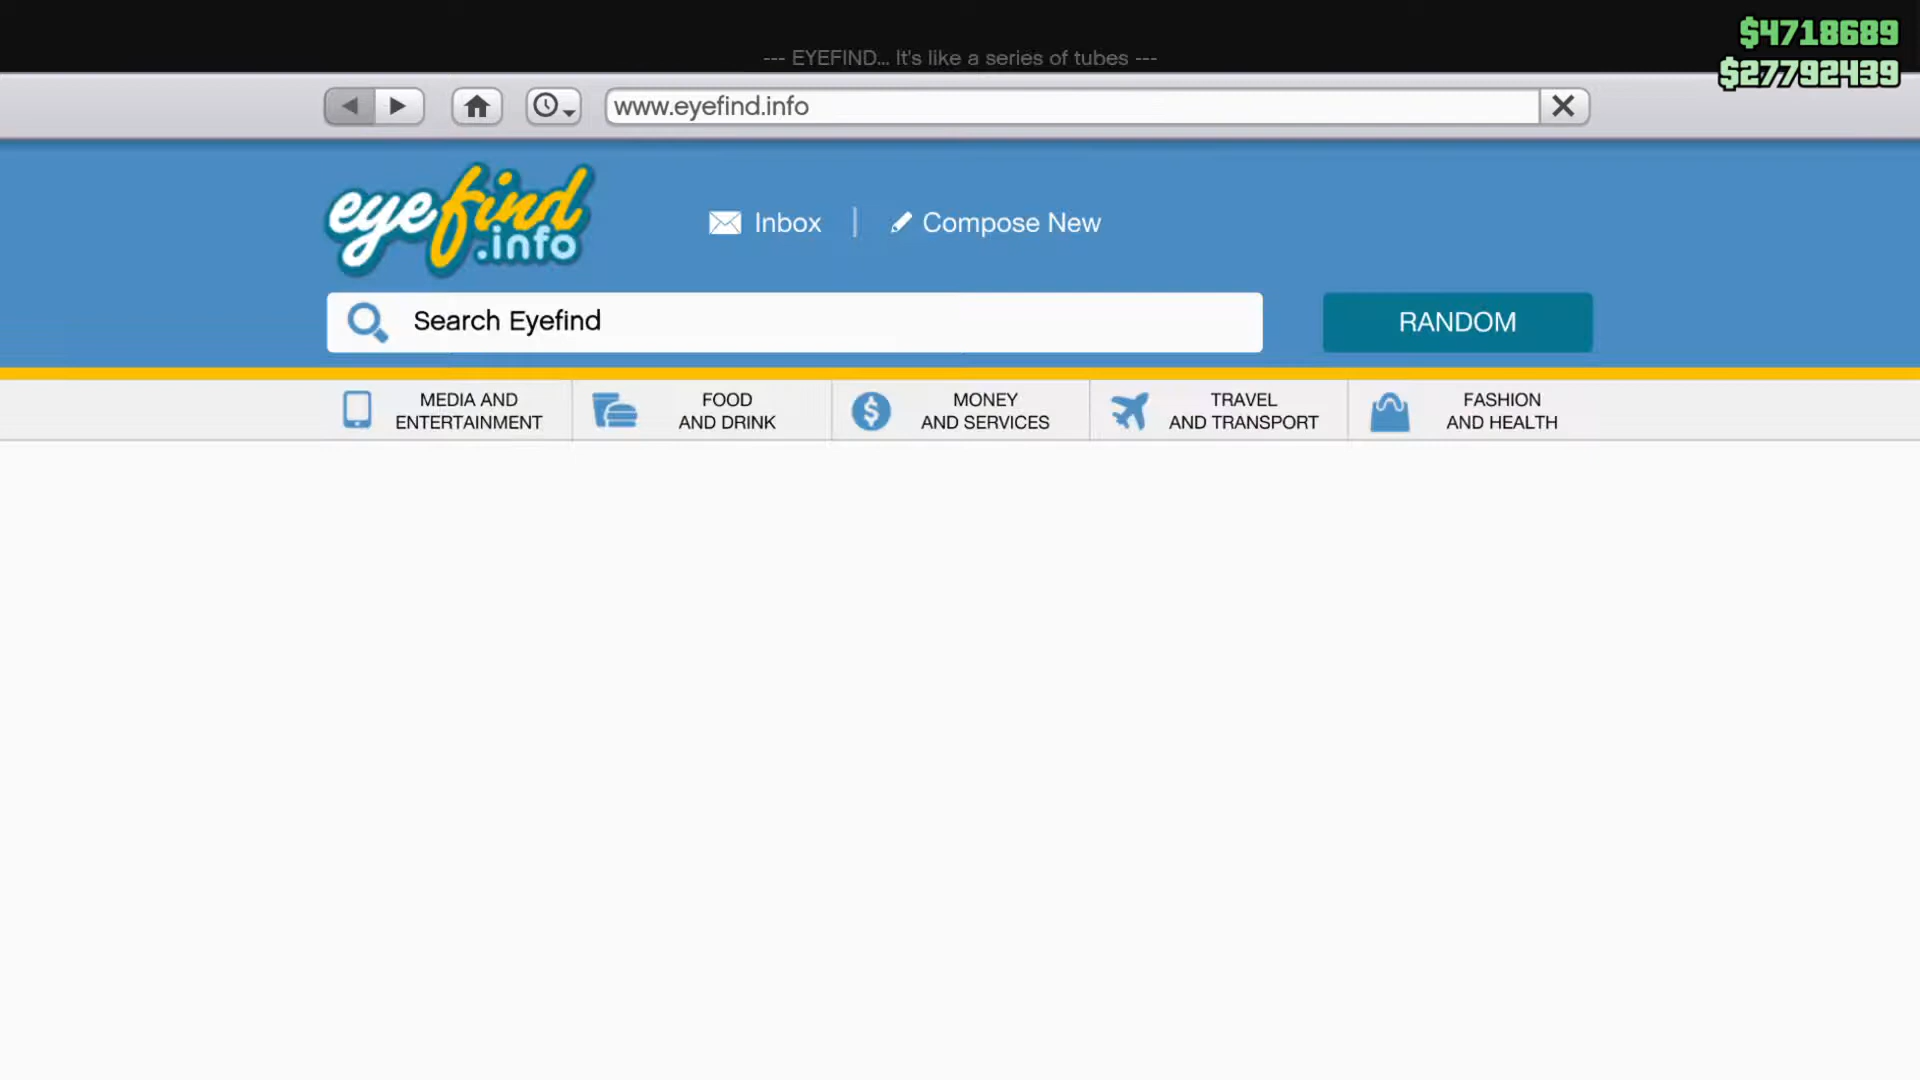 $4718689
--- EYEFIND... It's like a series of tubes ---
$27792439
www.eyefind.info
eyefind
.info
Inbox | Compose New
Search Eyefind
RANDOM
MEDIA AND
ENTERTAINMENT
FOOD
AND DRINK
MONEY
AND SERVICES
TRAVEL
AND TRANSPORT
FASHION
AND HEALTH